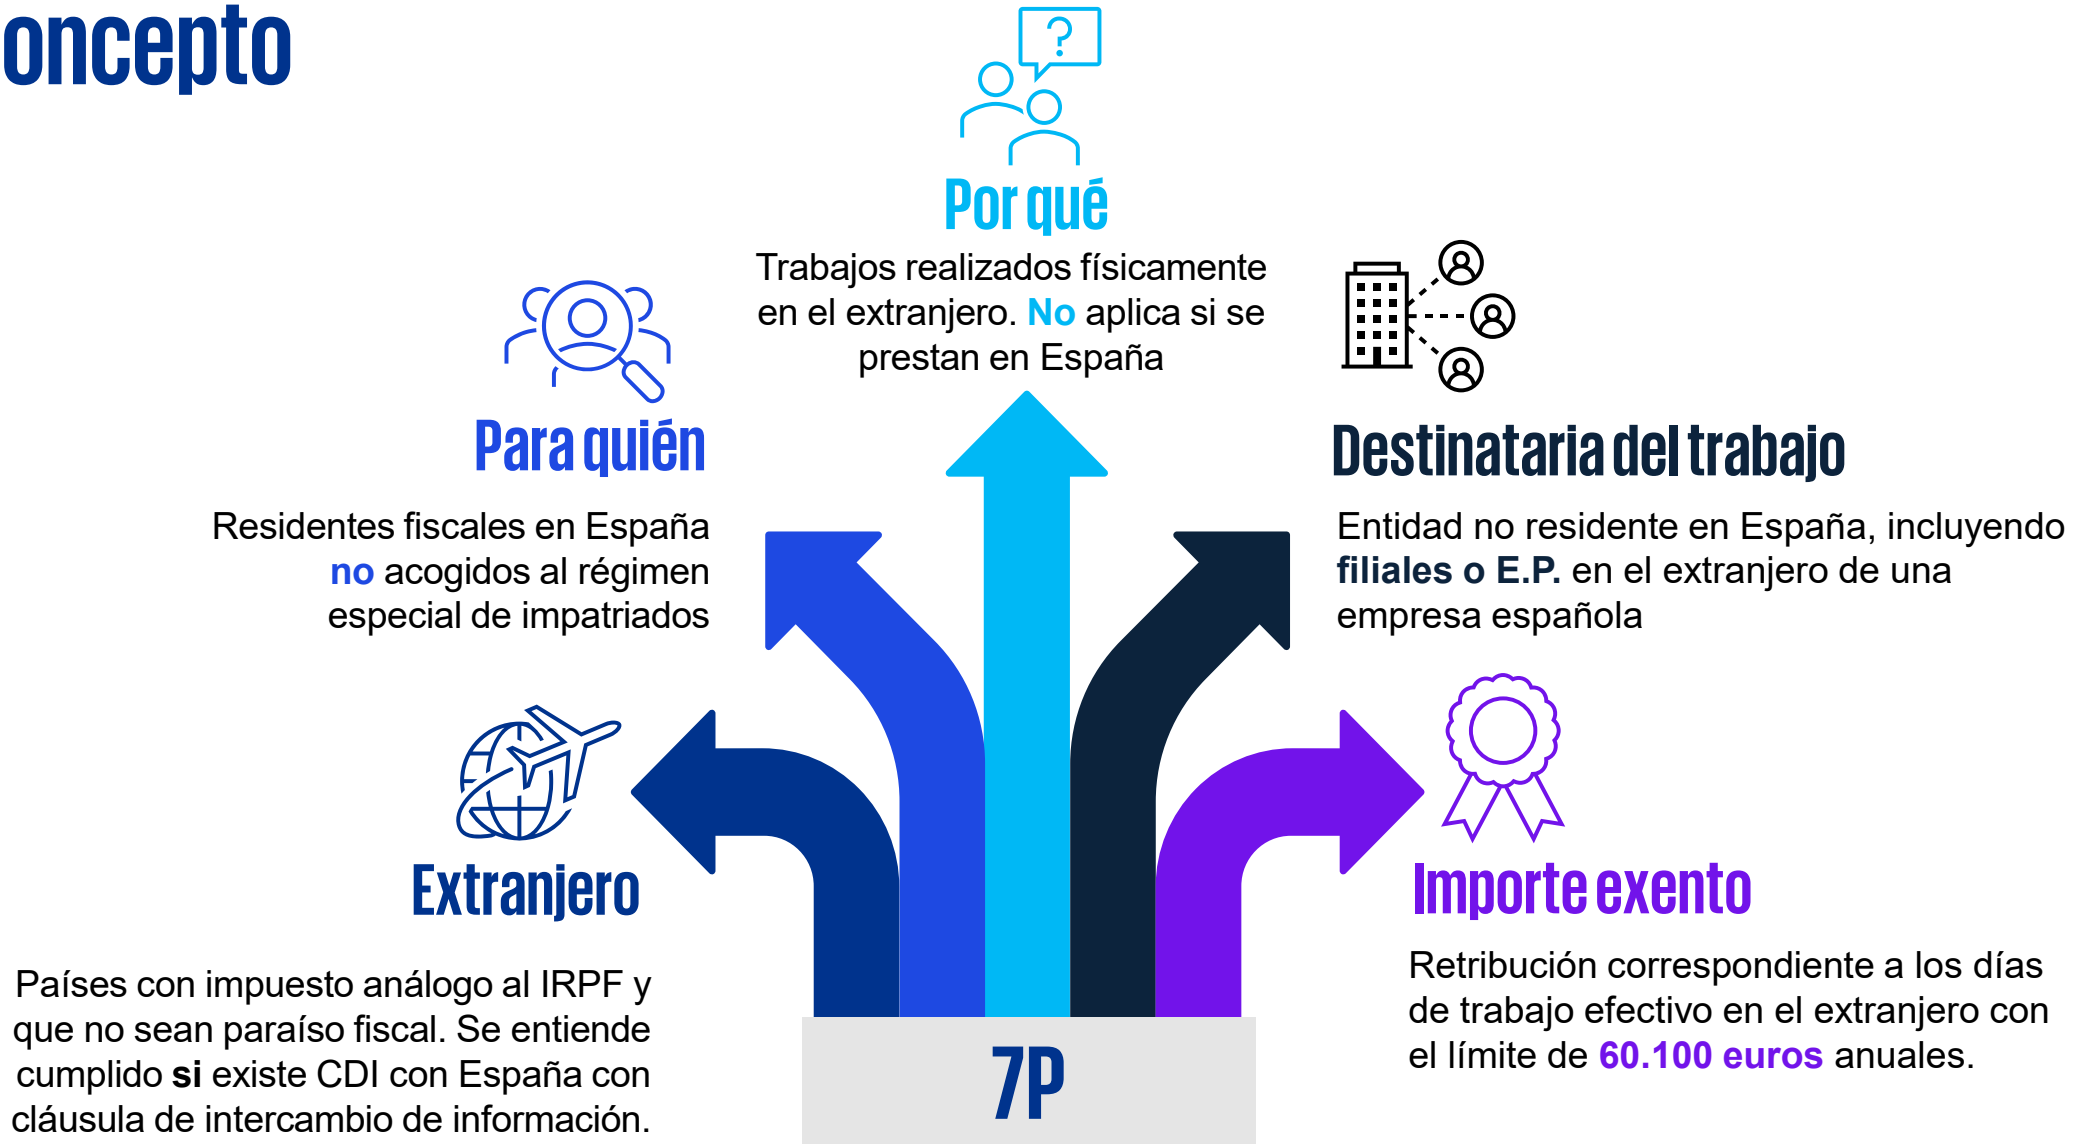 oncepto
?
Por qué
Trabajos realizados físicamente
en el extranjero. No aplica si se
prestan en España
Para quién
Residentes fiscales en España
no acogidos al régimen
especial de impatriados
Destinataria del trabajo
Entidad no residente en España, incluyendo
filiales o E.P. en el extranjero de una
empresa española
Extranjero
Países con impuesto análogo al IRPF y
que no sean paraíso fiscal. Se entiende
cumplido si existe CDI con España con
cláusula de intercambio de información.
Importe exento
Retribución correspondiente a los días
de trabajo efectivo en el extranjero con
el límite de 60.100 euros anuales.
7P